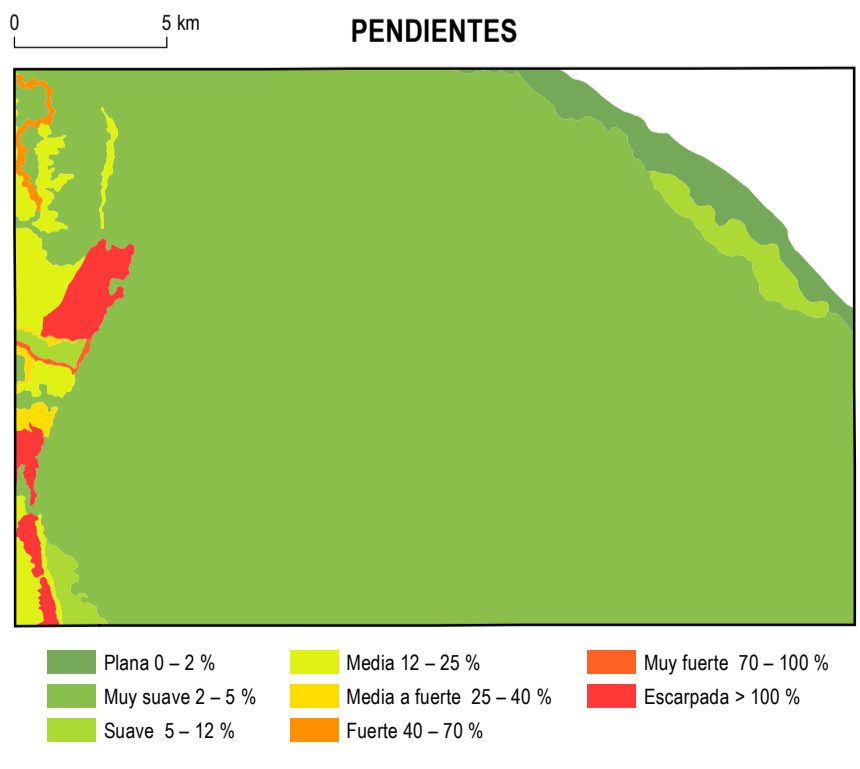 0 5 km
PENDIENTES
Plana 0 – 2 %
Muy suave 2 – 5 %
Suave 5 – 12 %
Media 12 – 25 %
Media a fuerte 25 – 40 %
Fuerte 40 – 70 %
Muy fuerte 70 – 100 %
Escarpada > 100 %